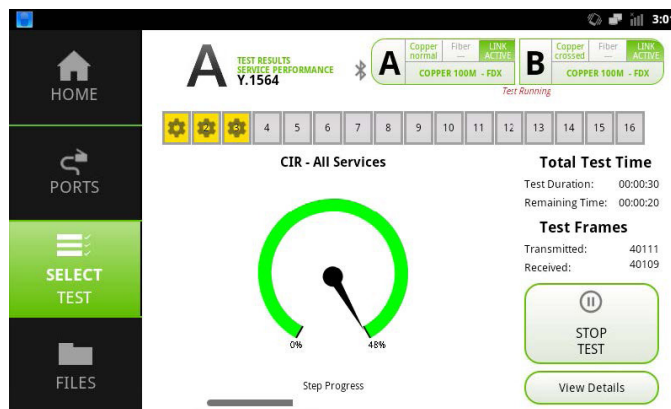 3:01
HOME
PORTS
SELECT
TEST
FILES
A
TEST RESULTS
SERVICE PERFORMANCE
Y.1564
A
Copper
normal
Fiber
—
LINK
ACTIVE
COPPER 100M - FDX
B
Copper
crossed
Fiber
—
LINK
ACTIVE
COPPER 100M - FDX
Test Running
2 3 4 5 6 7 8 9 10 11 12 13 14 15 16
CIR - All Services
0%
48%
Step Progress
Total Test Time
Test Duration: 00:00:30
Remaining Time: 00:00:20
Test Frames
Transmitted: 40111
Received: 40109
STOP
TEST
View Details